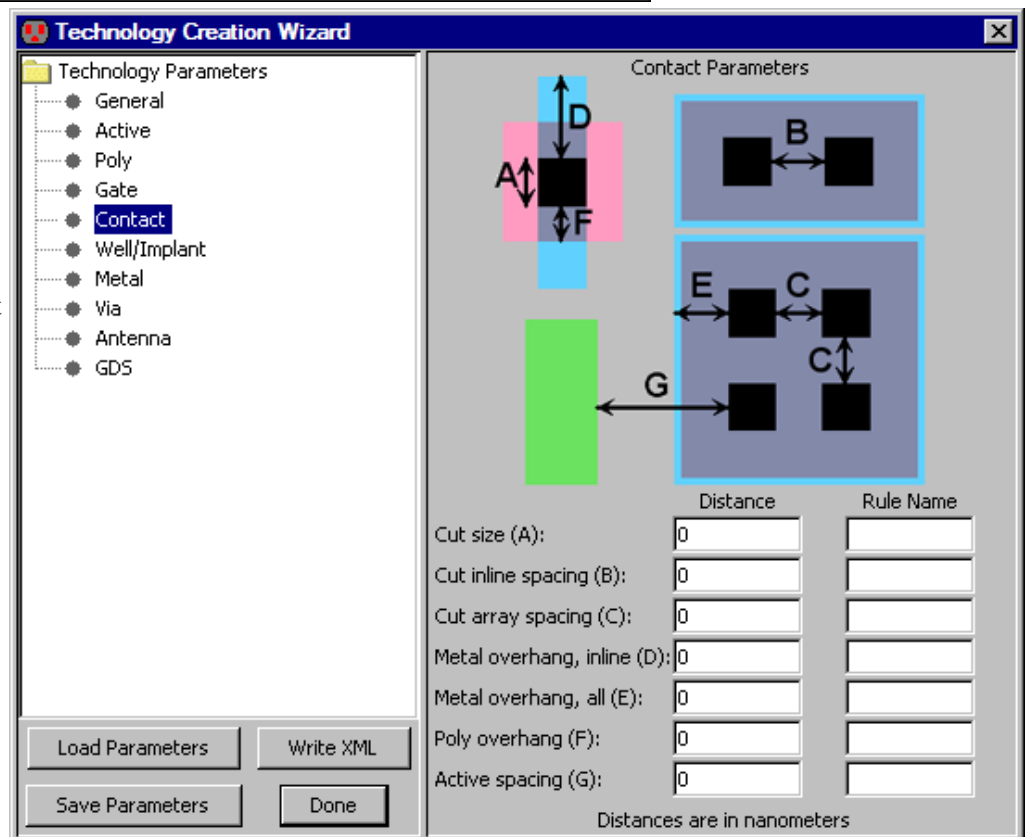 Technology Creation Wizard
Technology Parameters
General
Active
Poly
Gate
Contact
Well/Implant
Metal
Via
Antenna
GDS
Load Parameters
Write XML
Save Parameters
Done
Contact Parameters
D
A
F
B
E
C
C
G
Distance Rule Name
Cut size (A): 0
Cut inline spacing (B): 0
Cut array spacing (C): 0
Metal overhang, inline (D): 0
Metal overhang, all (E): 0
Poly overhang (F): 0
Active spacing (G): 0
Distances are in nanometers